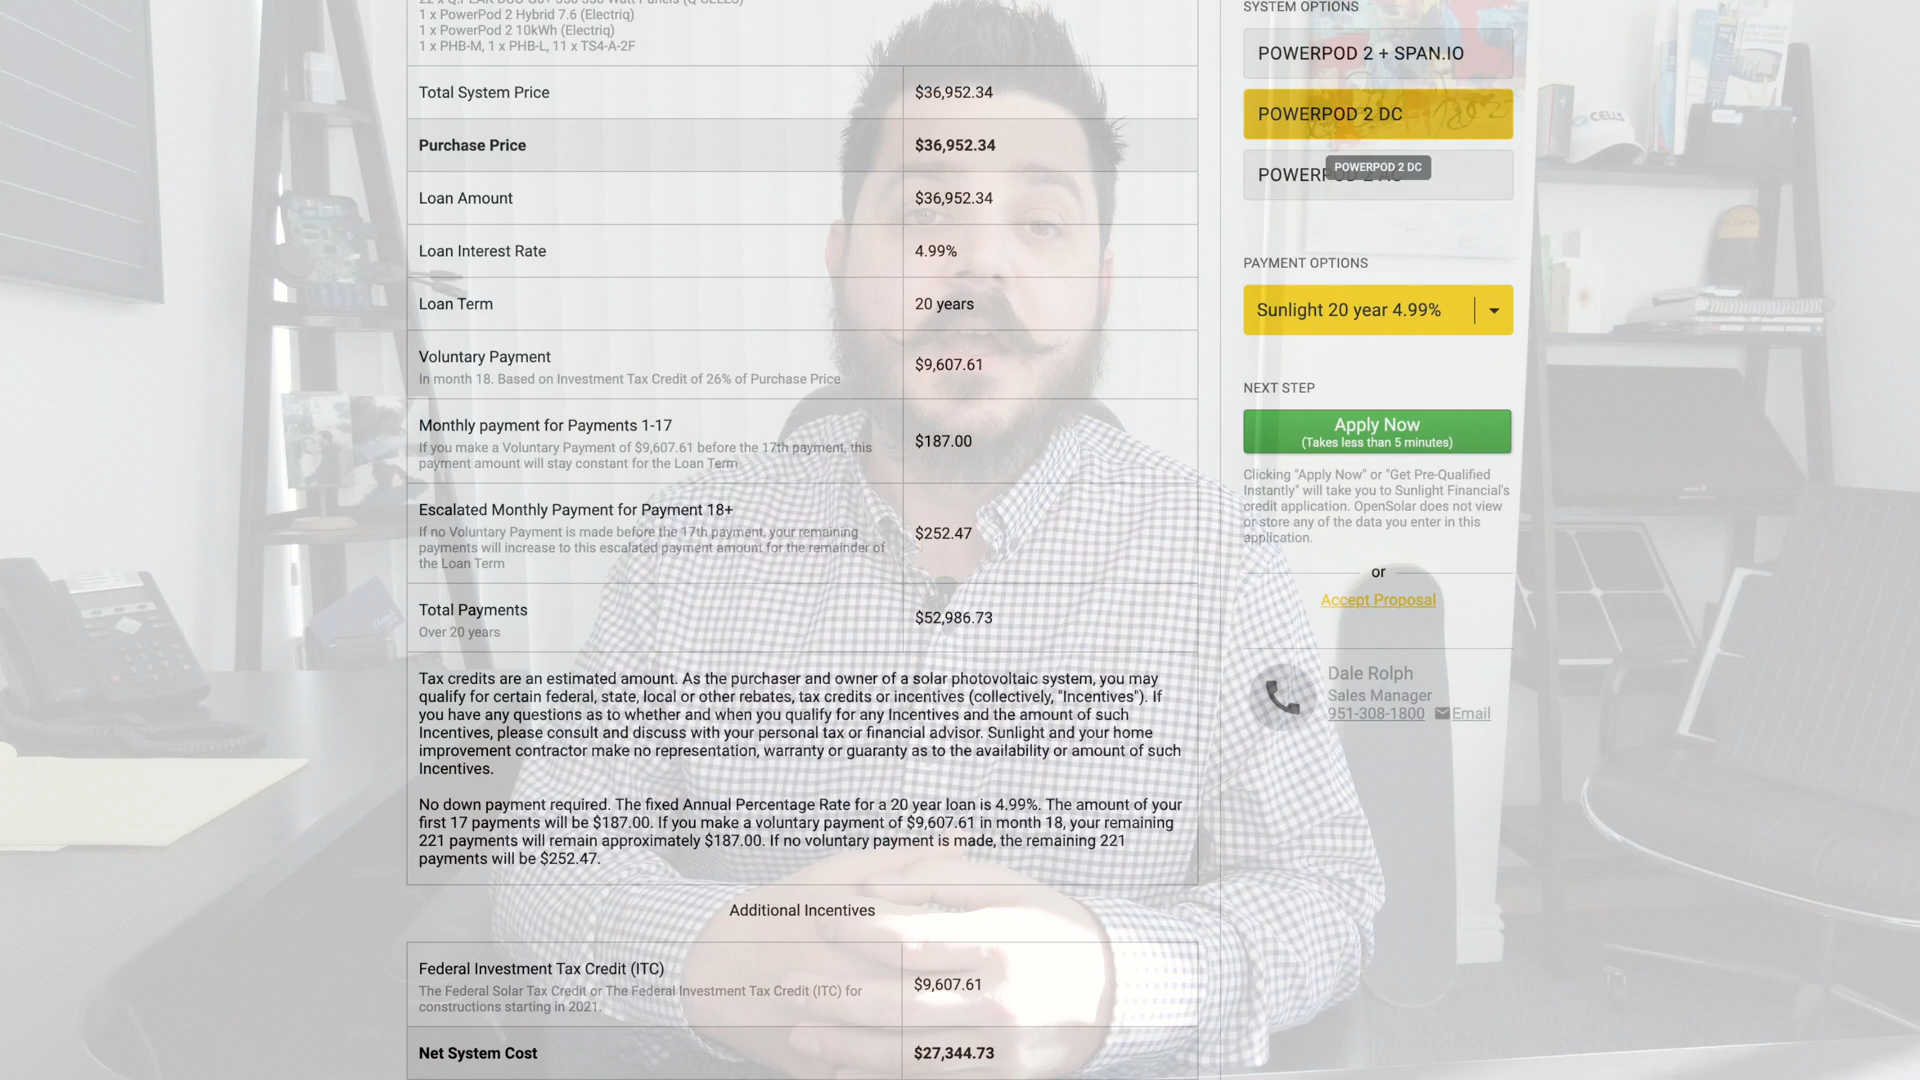 1 x PowerPod 2 Hybrid 7.6 (Electriq)
1 x PowerPod 2 10kWh (Electriq)
1 x PHB-M, 1 x PHB-L, 11 x TS4-A-2F
Total System Price
$36,952.34
Purchase Price
$36,952.34
Loan Amount
$36,952.34
Loan Interest Rate
4.99%
Loan Term
20 years
Voluntary Payment
In month 18. Based on Investment Tax Credit of 26% of Purchase Price
$9,607.61
Monthly payment for Payments 1-17
If you make a Voluntary Payment of $9,607.61 before the 17th payment, this
payment amount will stay constant for the Loan Term
$187.00
Escalated Monthly Payment for Payment 18+
If no Voluntary Payment is made before the 17th payment, your remaining
payments will increase to this escalated payment amount for the remainder of
the Loan Term
$252.47
Total Payments
Over 20 years
$52,986.73
Tax credits are an estimated amount. As the purchaser and owner of a solar photovoltaic system, you may
qualify for certain federal, state, local or other rebates, tax credits or incentives (collectively, "Incentives"). If
you have any questions as to whether and when you qualify for any Incentives and the amount of such
Incentives, please consult and discuss with your personal tax or financial advisor. Sunlight and your home
improvement contractor make no representation, warranty or guaranty as to the availability or amount of such
Incentives.
No down payment required. The fixed Annual Percentage Rate for a 20 year loan is 4.99%. The amount of your
first 17 payments will be $187.00. If you make a voluntary payment of $9,607.61 in month 18, your remaining
221 payments will remain approximately $187.00. If no voluntary payment is made, the remaining 221
payments will be $252.47.
Additional Incentives
Federal Investment Tax Credit (ITC)
The Federal Solar Tax Credit or The Federal Investment Tax Credit (ITC) for
constructions starting in 2021.
$9,607.61
Net System Cost
$27,344.73
SYSTEM OPTIONS
POWERPOD 2 + SPAN.IO
POWERPOD 2 DC
POWERPOD 2 DC
PAYMENT OPTIONS
Sunlight 20 year 4.99%
NEXT STEP
Apply Now
(Takes less than 5 minutes)
Clicking "Apply Now" or "Get Pre-Qualified
Instantly" will take you to Sunlight Financial's
credit application. OpenSolar does not view
or store any of the data you enter in this
application.
or
Accept Proposal
Dale Rolph
Sales Manager
951-308-1800 Email
CELLS